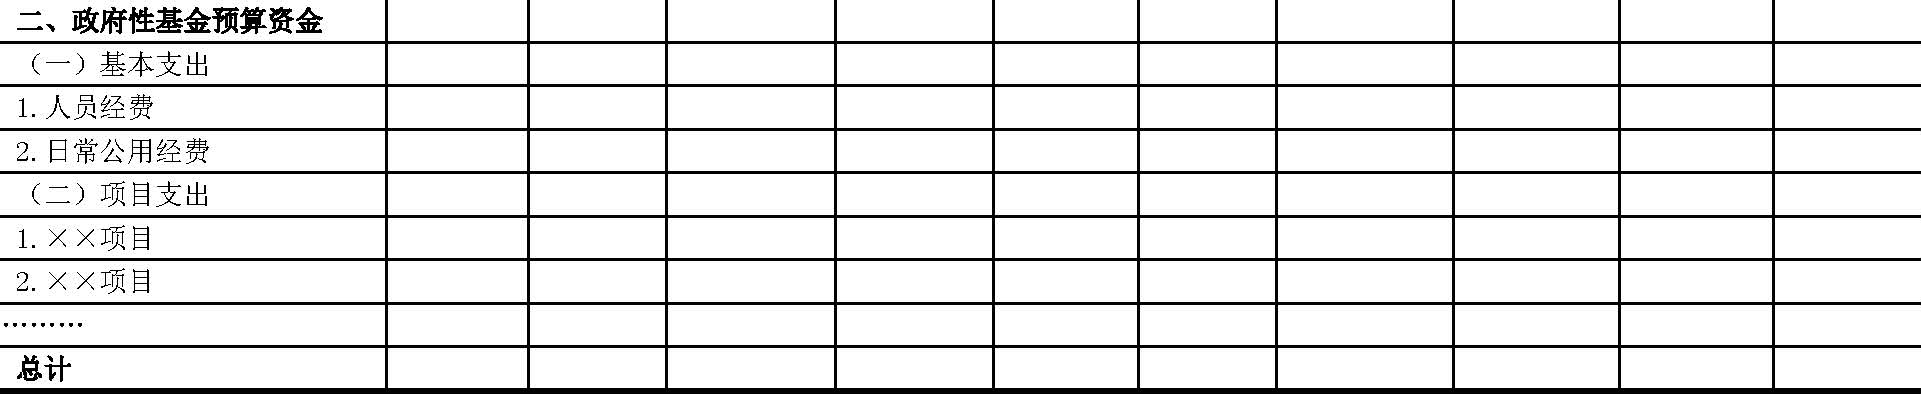 二、政府性基金预算资金
（一）基本支出
1.人员经费
2.日常公用经费
（二）项目支出
1.××项目
2.××项目
………
总计